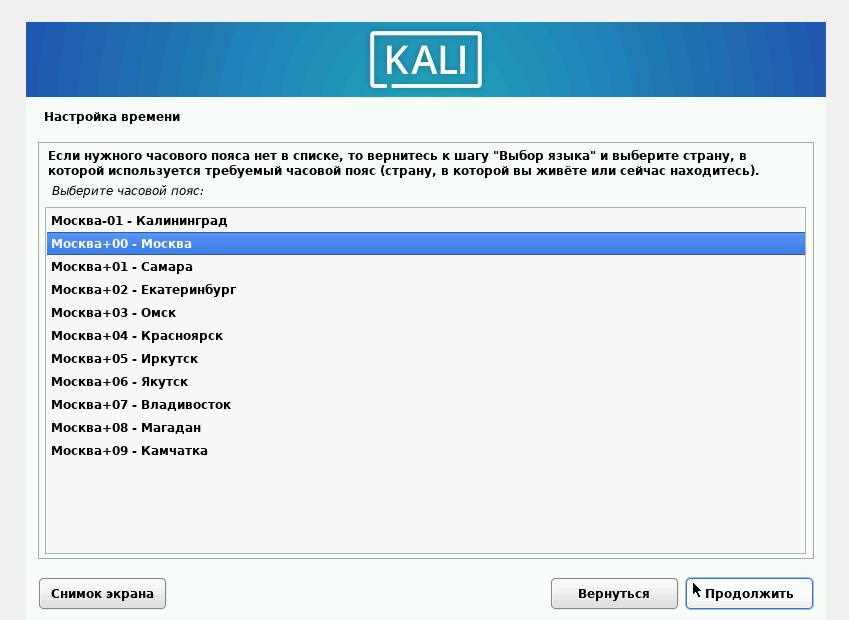 KALI
Настройка времени
Если нужного часового пояса нет в списке, то вернитесь к шагу "Выбор языка" и выберите страну, в
которой используется требуемый часовой пояс (страну, в которой вы живёте или сейчас находитесь).
Выберите часовой пояс:
Москва-01 - Калининград
Москва+00 - Москва
Москва+01 - Самара
Москва+02 - Екатеринбург
Москва+03 - Омск
Москва+04 - Красноярск
Москва+05 - Иркутск
Москва+06 - Якутск
Москва+07 - Владивосток
Москва+08 - Магадан
Москва+09 - Камчатка
Снимок экрана
Вернуться
Продолжить